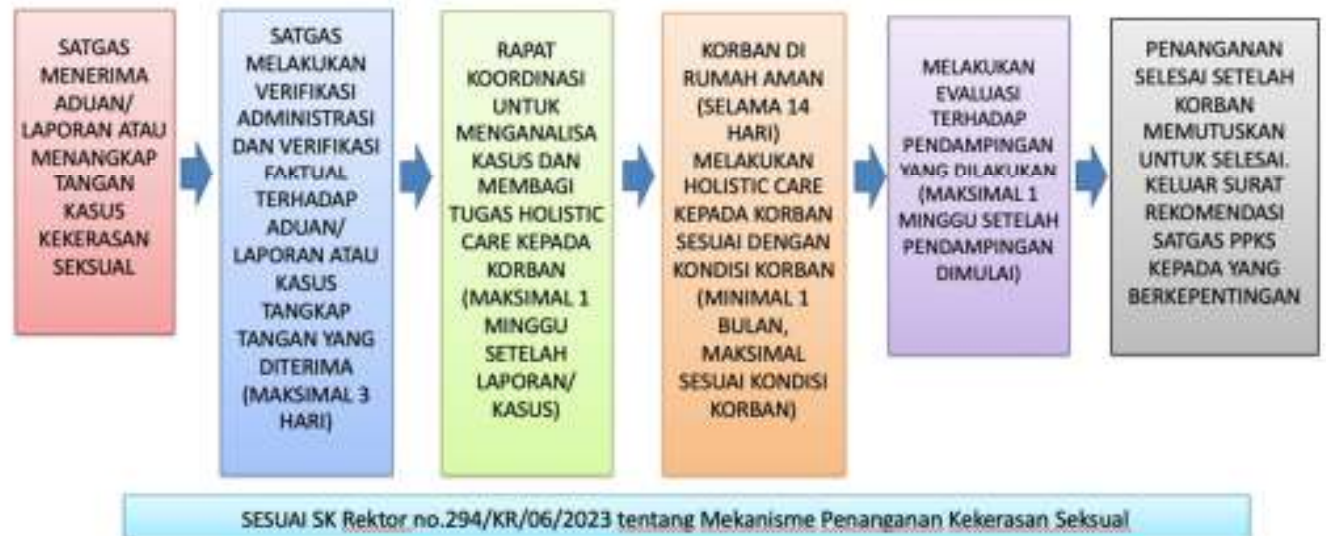 SATGAS
MENERIMA
ADUAN/
LAPORAN ATAU
MENANGKAP
TANGAN
KASUS
KEKERASAN
SEKSUAL
SATGAS
MELAKUKAN
VERIFIKASI
ADMINISTRASI
DAN VERIFIKASI
FAKTUAL
TERHADAP
ADUAN/
LAPORAN ATAU
KASUS
TANGKAP
TANGAN YANG
DITERIMA
(MAKSIMAL 3
HARI)
RAPAT
KOORDINASI
UNTUK
MENGANALISA
KASUS DAN
MEMBAGI
TUGAS HOLISTIC
CARE KEPADA
KORBAN
(MAKSIMAL 1
MINGGU
SETELAH
LAPORAN/
KASUS)
KORBAN DI
RUMAH AMAN
(SELAMA 14
HARI)
MELAKUKAN
HOLISTIC CARE
KEPADA KORBAN
SESUAI DENGAN
KONDISI KORBAN
(MINIMAL 1
BULAN,
MAKSIMAL
SESUAI KONDISI
KORBAN)
MELAKUKAN
EVALUASI
TERHADAP
PENDAMPINGAN
YANG DILAKUKAN
(MAKSIMAL 1
MINGGU SETELAH
PENDAMPINGAN
DIMULAI)
PENANGANAN
SELESAI SETELAH
KORBAN
MEMUTUSKAN
UNTUK SELESAI.
KELUAR SURAT
REKOMENDASI
SATGAS PPKS
KEPADA YANG
BERKEPENTINGAN
SESUAI SK Rektor no.294/KR/06/2023 tentang Mekanisme Penanganan Kekerasan Seksual